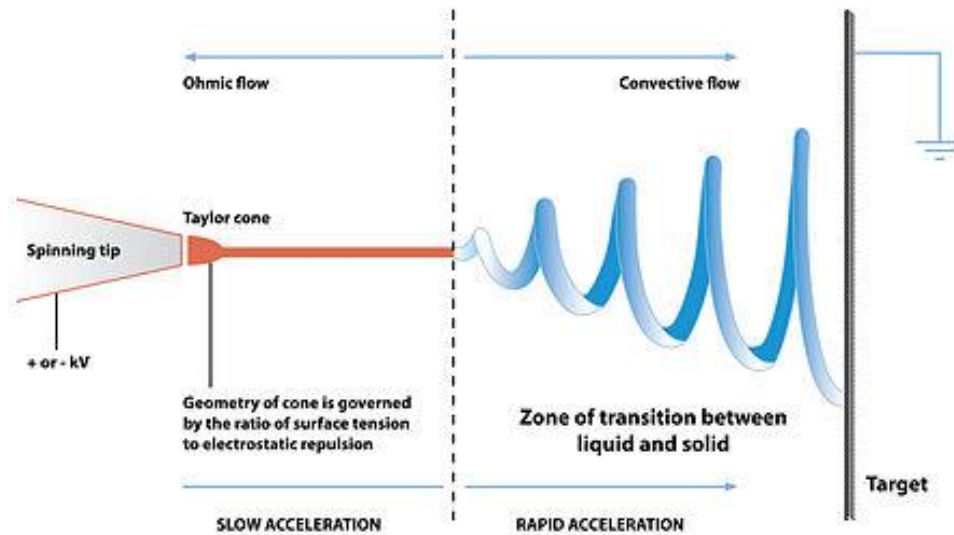 Ohmic flow
Convective flow
Taylor cone
Spinning tip
+ or - kV
Geometry of cone is governed
by the ratio of surface tension
to electrostatic repulsion
Zone of transition between
liquid and solid
Target
SLOW ACCELERATION
RAPID ACCELERATION